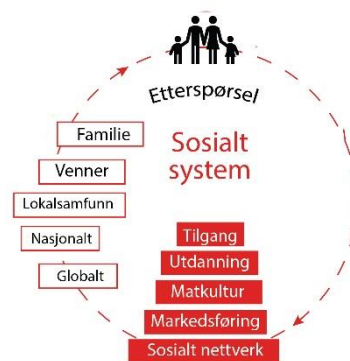 Etterspørsel
Sosialt
system
Familie
Venner
Lokalsamfunn
Nasjonalt
Globalt
Tilgang
Utdanning
Matkultur
Markedsføring
Sosialt nettverk